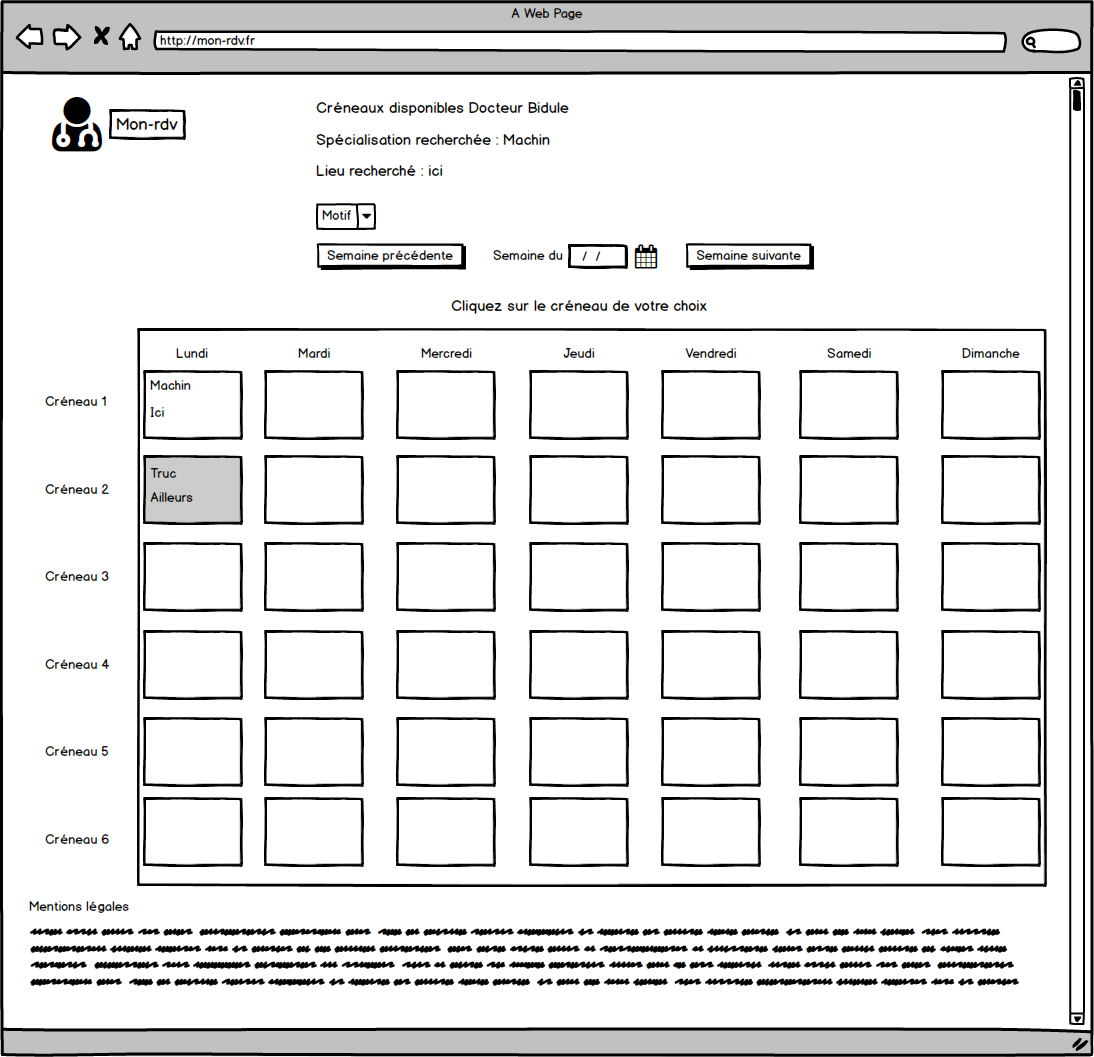 A Web Page
http://mon-rdv.fr
Mon-rdv
Créneaux disponibles Docteur Bidule
Spécialisation recherchée : Machin
Lieu recherché : ici
Motif
Semaine précédente
Semaine du
/ /
Semaine suivante
Cliquez sur le créneau de votre choix
Lundi Mardi Mercredi Jeudi Vendredi Samedi Dimanche
Créneau 1
Machin
Ici
Créneau 2
Truc
Ailleurs
Créneau 3
Créneau 4
Créneau 5
Créneau 6
Mentions légales